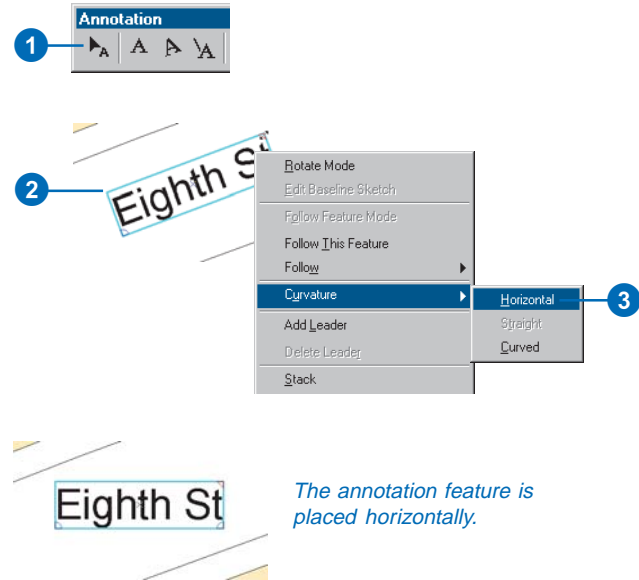 Annotation
1
A A A A
2
Eighth St
Rotate Mode
Edit Baseline Sketch
Follow Feature Mode
Follow This Feature
Follow
Curvature
Horizontal
3
Straight
Curved
Add Leader
Delete Leader
Stack
Eighth St
The annotation feature is
placed horizontally.